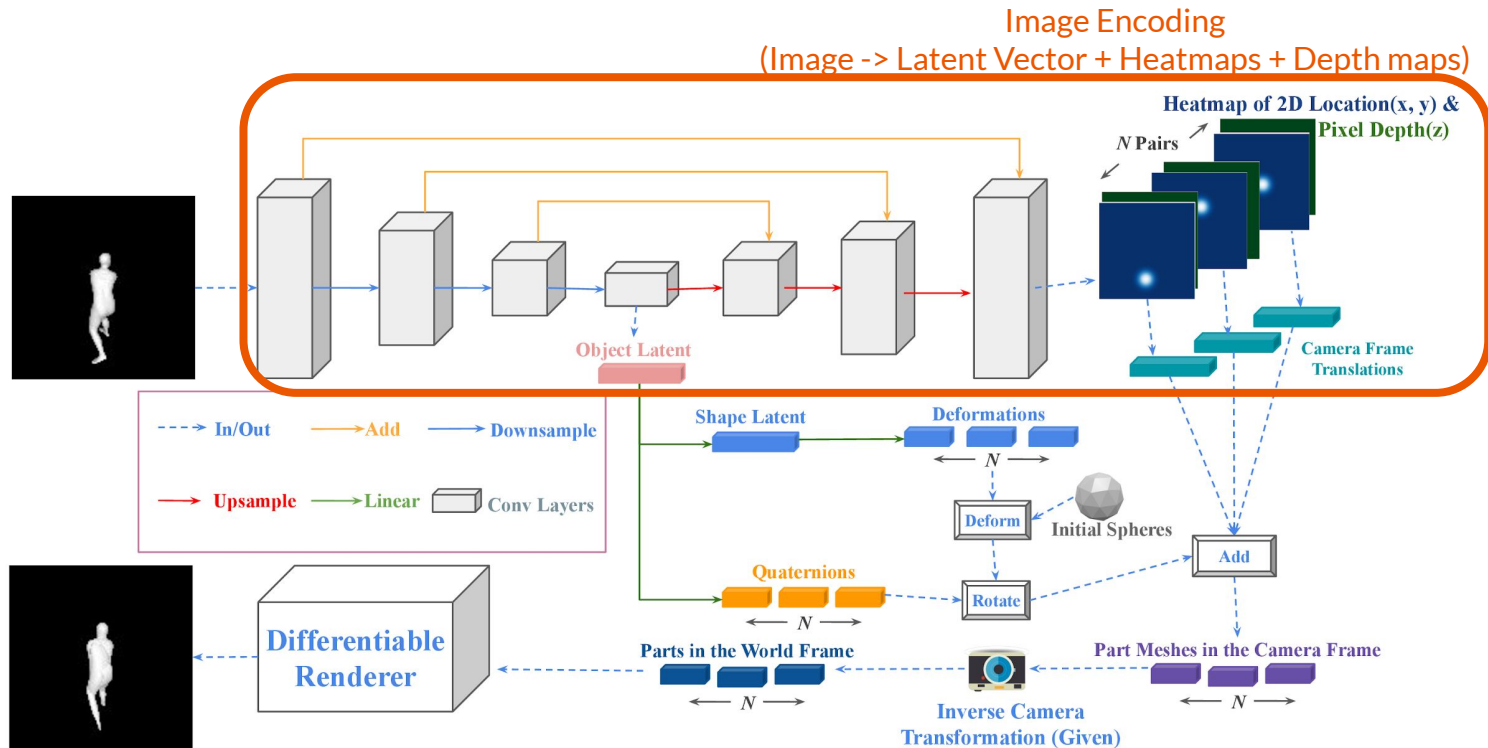 Image Encoding
(Image -> Latent Vector + Heatmaps + Depth maps)
Heatmap of 2D Location(x, y) &
Pixel Depth(z)
N Pairs
Object Latent
Camera Frame
Translations
In/Out
Add
Downsample
Upsample
Linear
Conv Layers
Shape Latent
Deformations
N
Deform
Initial Spheres
Add
Quaternions
Rotate
N
Differentiable
Renderer
Parts in the World Frame
N
Inverse Camera
Transformation (Given)
Part Meshes in the Camera Frame
N